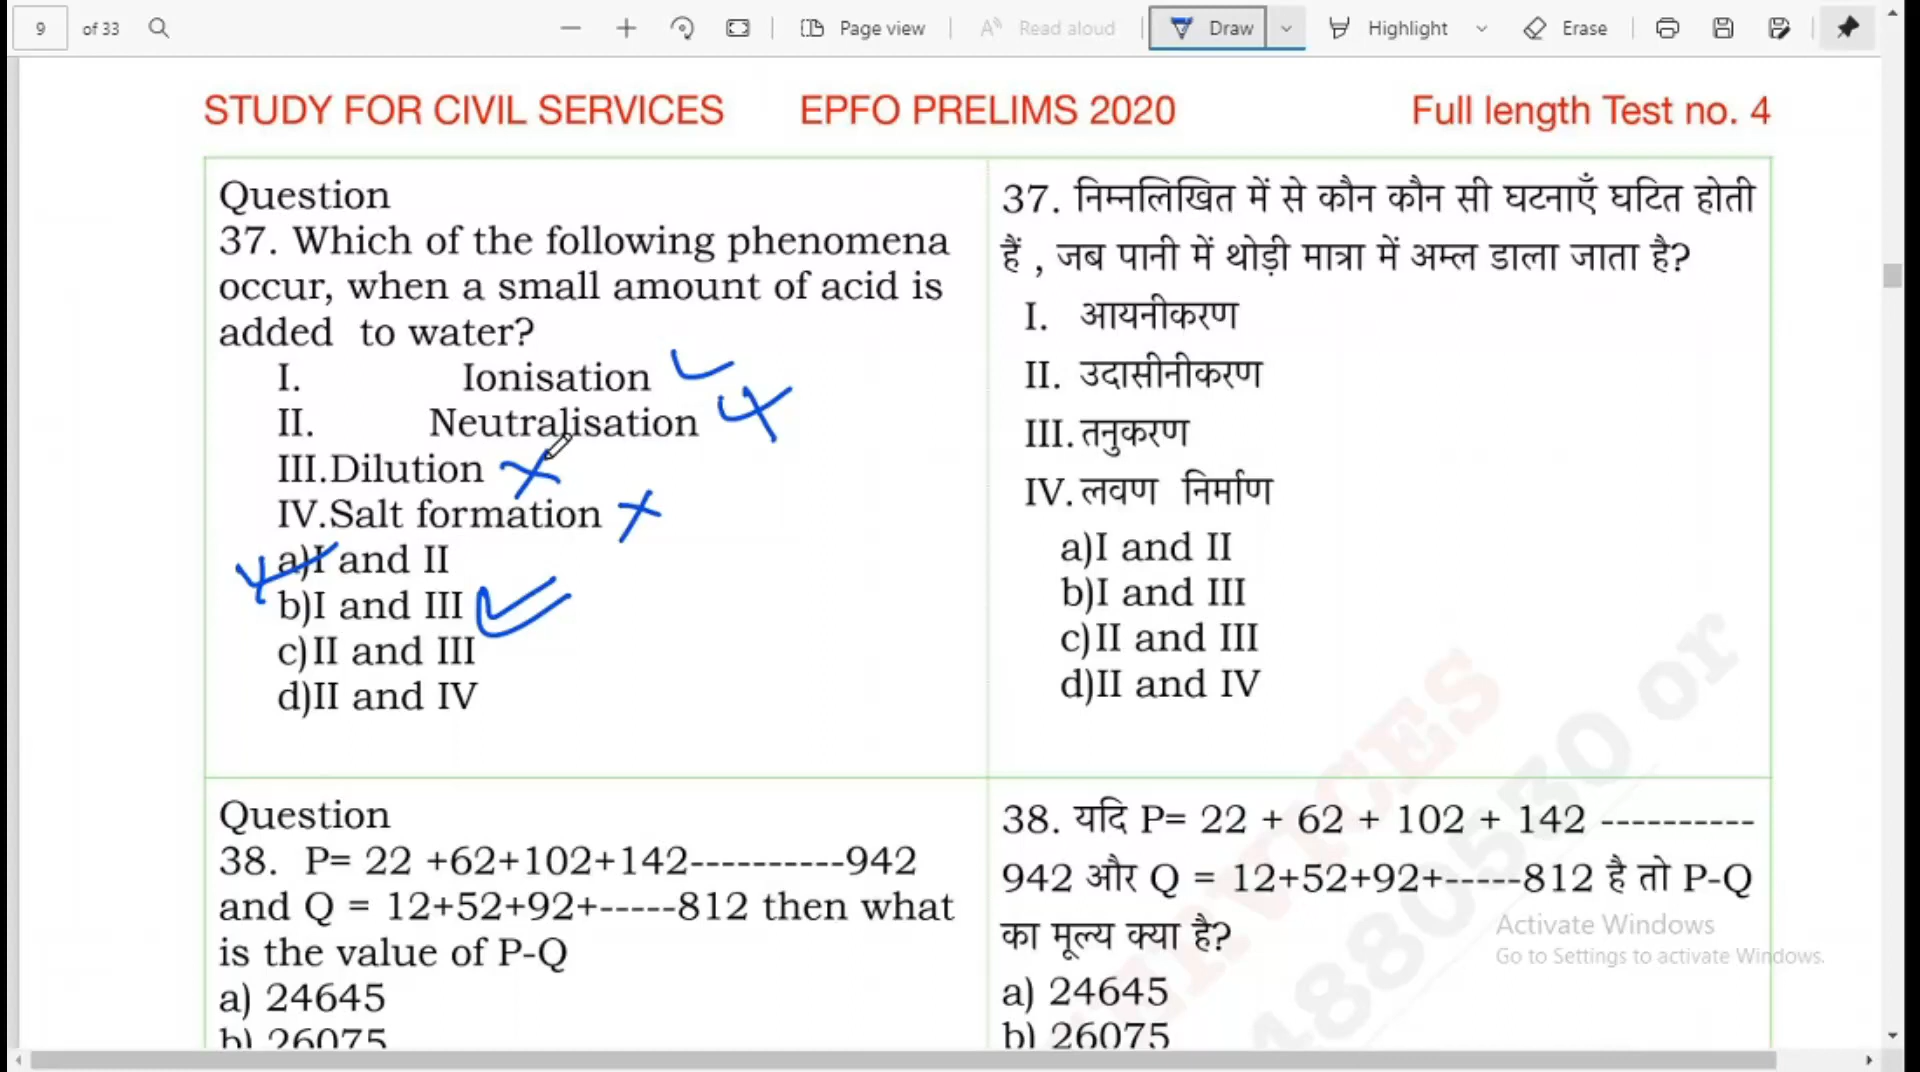 9 of 33 Page view Read aloud Draw Highlight Erase
STUDY FOR CIVIL SERVICES EPFO PRELIMS 2020 Full length Test no. 4
Question
37. Which of the following phenomena
occur, when a small amount of acid is
added to water?
I. Ionisation
II. Neutralisation
III.Dilution
IV.Salt formation
a)I and II
b)I and III
c)II and III
d)II and IV
37. निम्नलिखित में से कौन कौन सी घटनाएँ घटित होती
हैं , जब पानी में थोड़ी मात्रा में अम्ल डाला जाता है?
I. आयनीकरण
II. उदासीनीकरण
III. तनुकरण
IV. लवण निर्माण
a)I and II
b)I and III
c)II and III
d)II and IV
Question
38. P= 22 +62+102+142----------942
and Q = 12+52+92+-----812 then what
is the value of P-Q
a) 24645
b) 26075
38. यदि P= 22 + 62 + 102 + 142 ----------
942 और Q = 12+52+92+-----812 है तो P-Q
का मूल्य क्या है?
a) 24645
b) 26075
Activate Windows
Go to Settings to activate Windows.